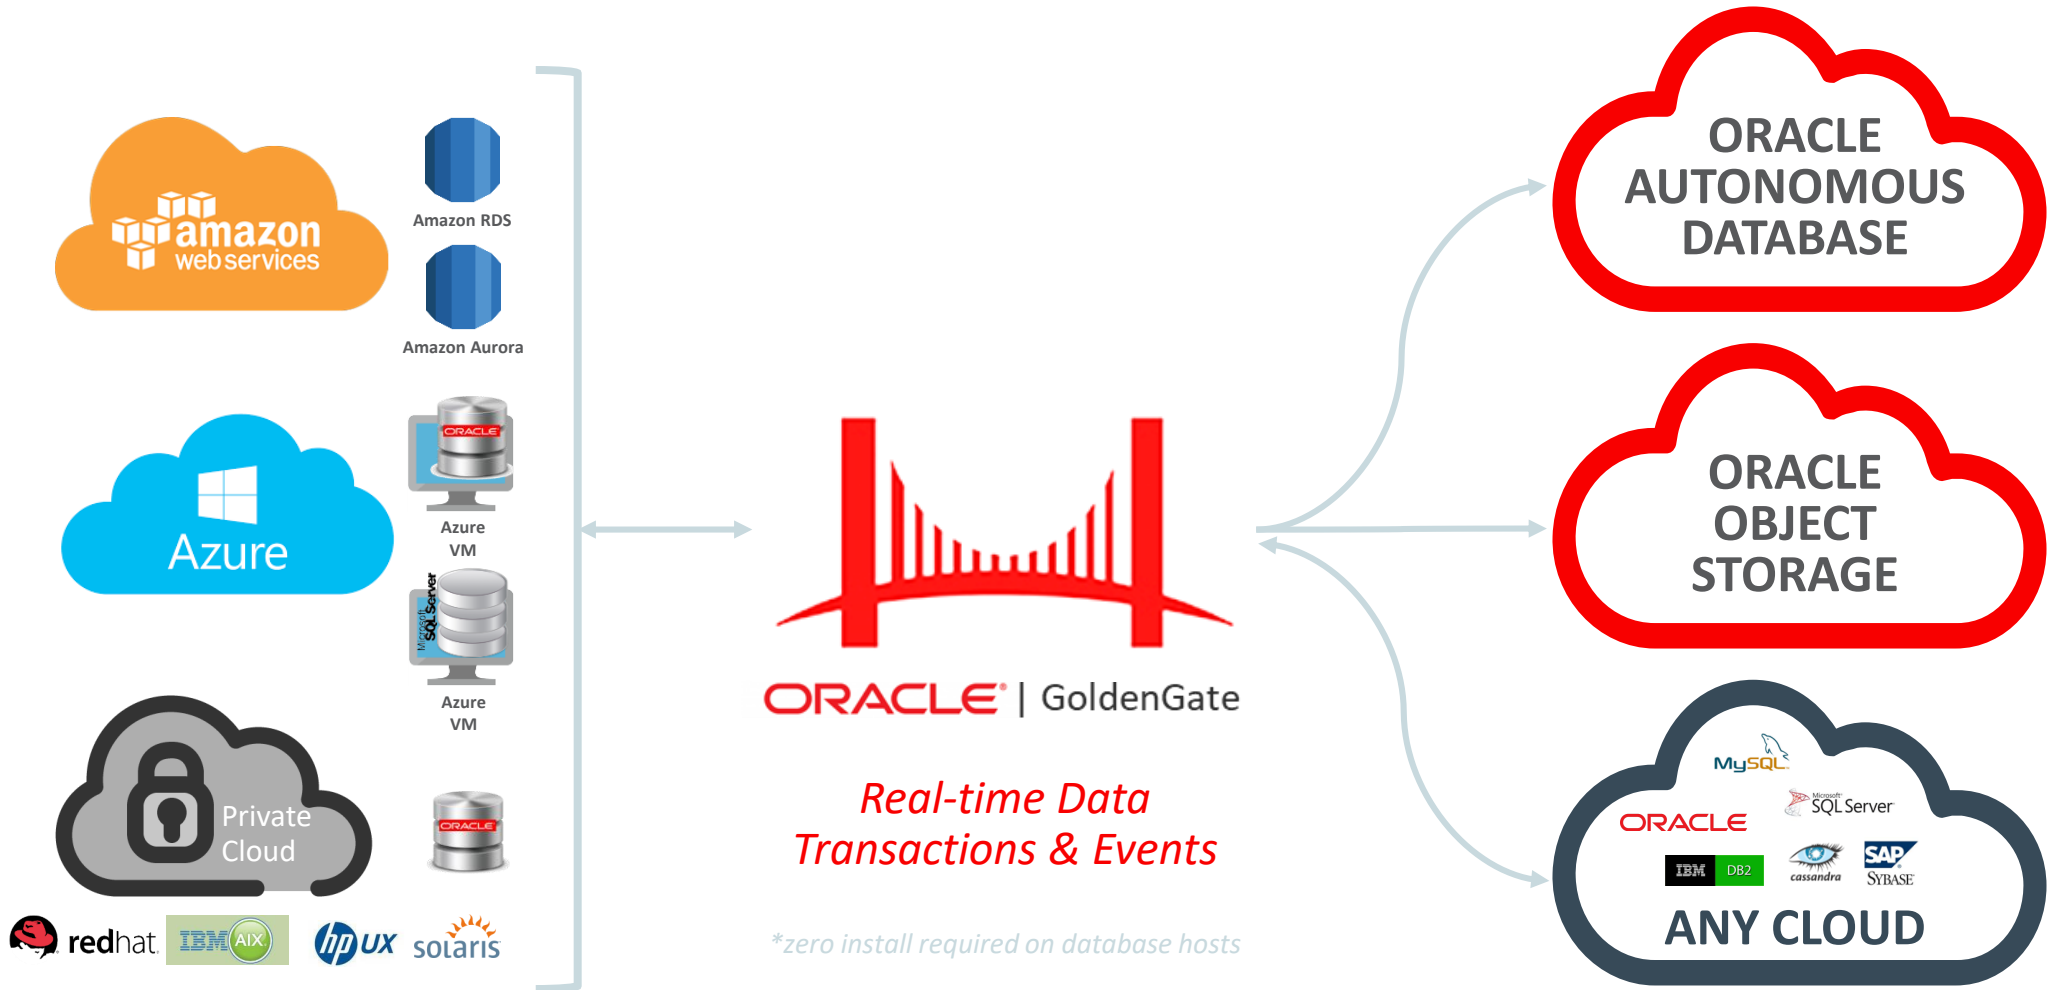 amazon
web services
Amazon RDS
Amazon Aurora
Azure
ORACLE
Azure
VM
Microsoft
SQL Server
Azure
VM
Private
Cloud
ORACLE
redhat.
IBM AIX
hp UX
solaris
ORACLE® | GoldenGate
Real-time Data
Transactions & Events
*zero install required on database hosts
ORACLE
AUTONOMOUS
DATABASE
ORACLE
OBJECT
STORAGE
MySQL
Microsoft
SQL Server
ORACLE
IBM DB2
cassandra
SAP
SYBASE
ANY CLOUD